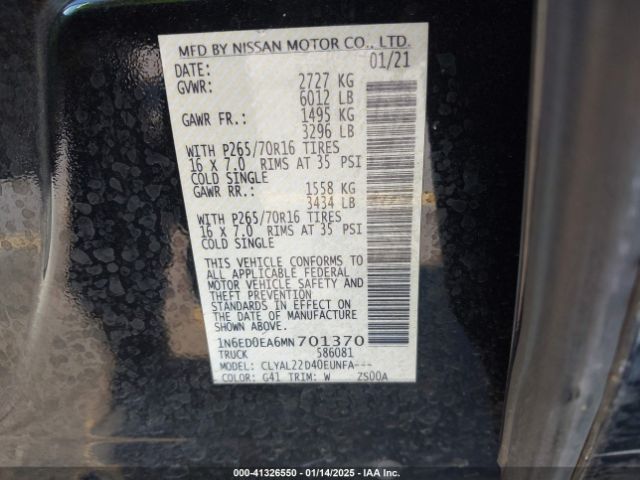 MFD BY NISSAN MOTOR CO., LTD.
DATE: 01/21
GVWR: 2727 KG
6012 LB
GAWR FR.: 1495 KG
3296 LB
WITH P265/70R16 TIRES
16 X 7.0 RIMS AT 35 PSI
COLD SINGLE
GAWR RR.: 1558 KG
3434 LB
WITH P265/70R16 TIRES
16 X 7.0 RIMS AT 35 PSI
COLD SINGLE
THIS VEHICLE CONFORMS TO
ALL APPLICABLE FEDERAL
MOTOR VEHICLE SAFETY AND
THEFT PREVENTION
STANDARDS IN EFFECT ON
THE DATE OF MANUFACTURE
SHOWN ABOVE.
1N6ED0EA6MN701370
TRUCK 586081
MODEL: CLYAL22D40EUNFA---
COLOR: G41 TRIM: W ZS00A
000-41326550 — 01/14/2025 — IAA Inc.